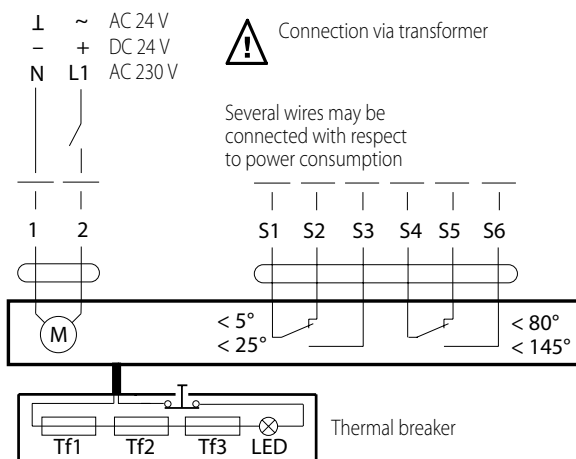 ⊥ ~ AC 24 V
– + DC 24 V
N L1 AC 230 V
Connection via transformer
Several wires may be
connected with respect
to power consumption
1 2 S1 S2 S3 S4 S5 S6
M
< 5°
< 25°
< 80°
< 145°
Tf1 Tf2 Tf3 LED
Thermal breaker